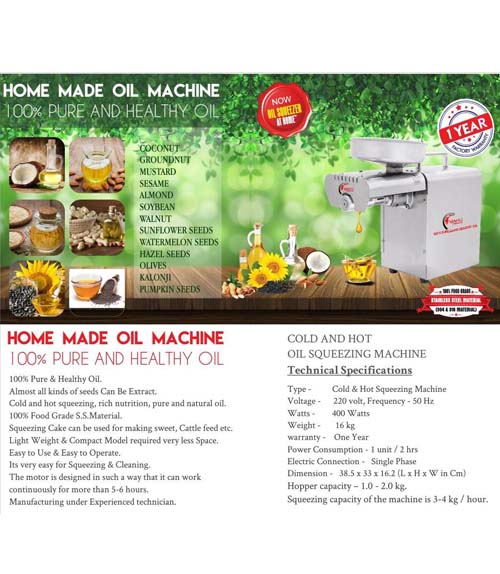 HOME MADE OIL MACHINE
100% PURE AND HEALTHY OIL
NOW
OIL SQUEEZER
AT HOME
1 YEAR
FACTORY WARRANTY
COCONUT
GROUNDNUT
MUSTARD
SESAME
ALMOND
SOYBEAN
WALNUT
SUNFLOWER SEEDS
WATERMELON SEEDS
HAZEL SEEDS
OLIVES
KALONJI
PUMPKIN SEEDS
100% FOOD GRADE
STAINLESS STEEL MATERIAL
(304 & 316 MATERIAL)
HOME MADE OIL MACHINE
100% PURE AND HEALTHY OIL
100% Pure & Healthy Oil.
Almost all kinds of seeds Can Be Extract.
Cold and hot squeezing, rich nutrition, pure and natural oil.
100% Food Grade S.S.Material.
Squeezing Cake can be used for making sweet, Cattle feed etc.
Light Weight & Compact Model required very less Space.
Easy to Use & Easy to Operate.
Its very easy for Squeezing & Cleaning.
The motor is designed in such a way that it can work
continuously for more than 5-6 hours.
Manufacturing under Experienced technician.
COLD AND HOT
OIL SQUEEZING MACHINE
Technical Specifications
Type - Cold & Hot Squeezing Machine
Voltage - 220 volt, Frequency - 50 Hz
Watts - 400 Watts
Weight - 16 kg
warranty - One Year
Power Consumption - 1 unit / 2 hrs
Electric Connection - Single Phase
Dimension - 38.5 x 33 x 16.2 (L x H x W in Cm)
Hopper capacity – 1.0 - 2.0 kg.
Squeezing capacity of the machine is 3-4 kg / hour.